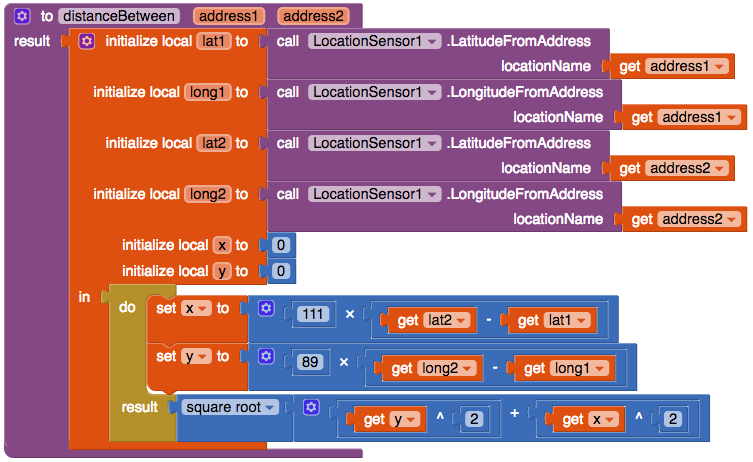 to distanceBetween address1 address2
result initialize local lat1 to call LocationSensor1 .LatitudeFromAddress
locationName get address1
initialize local long1 to call LocationSensor1 .LongitudeFromAddress
locationName get address1
initialize local lat2 to call LocationSensor1 .LatitudeFromAddress
locationName get address2
initialize local long2 to call LocationSensor1 .LongitudeFromAddress
locationName get address2
initialize local x to 0
initialize local y to 0
in do set x to 111 × get lat2 - get lat1
set y to 89 × get long2 - get long1
result square root get y ^ 2 + get x ^ 2